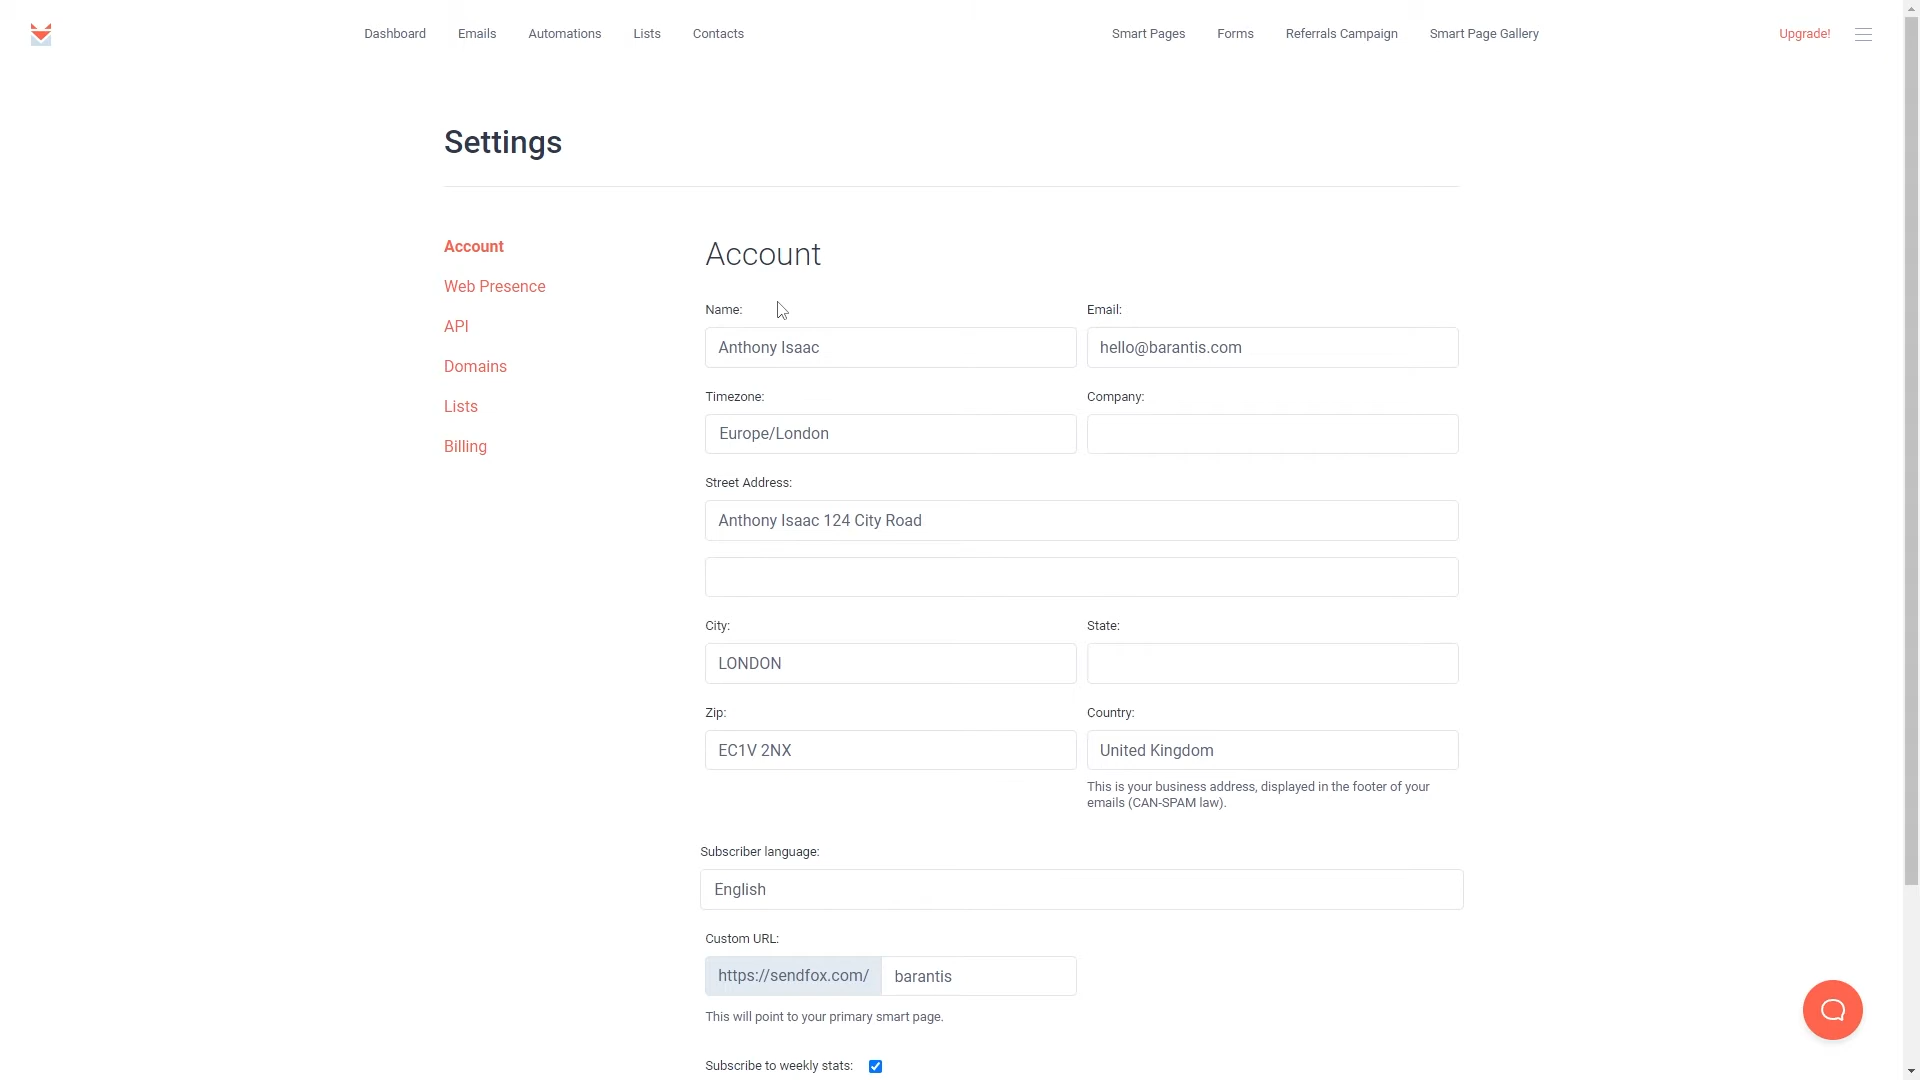 Dashboard Emails Automations Lists Contacts Smart Pages Forms Referrals Campaign Smart Page Gallery Upgrade!
Settings
Account
Web Presence
API
Domains
Lists
Billing
Account
Name: Email:
Anthony Isaac hello@barantis.com
Timezone: Company:
Europe/London
Street Address:
Anthony Isaac 124 City Road
City: State:
LONDON
Zip: Country:
EC1V 2NX United Kingdom
This is your business address, displayed in the footer of your
emails (CAN-SPAM law).
Subscriber language:
English
Custom URL:
https://sendfox.com/ barantis
This will point to your primary smart page.
Subscribe to weekly stats: